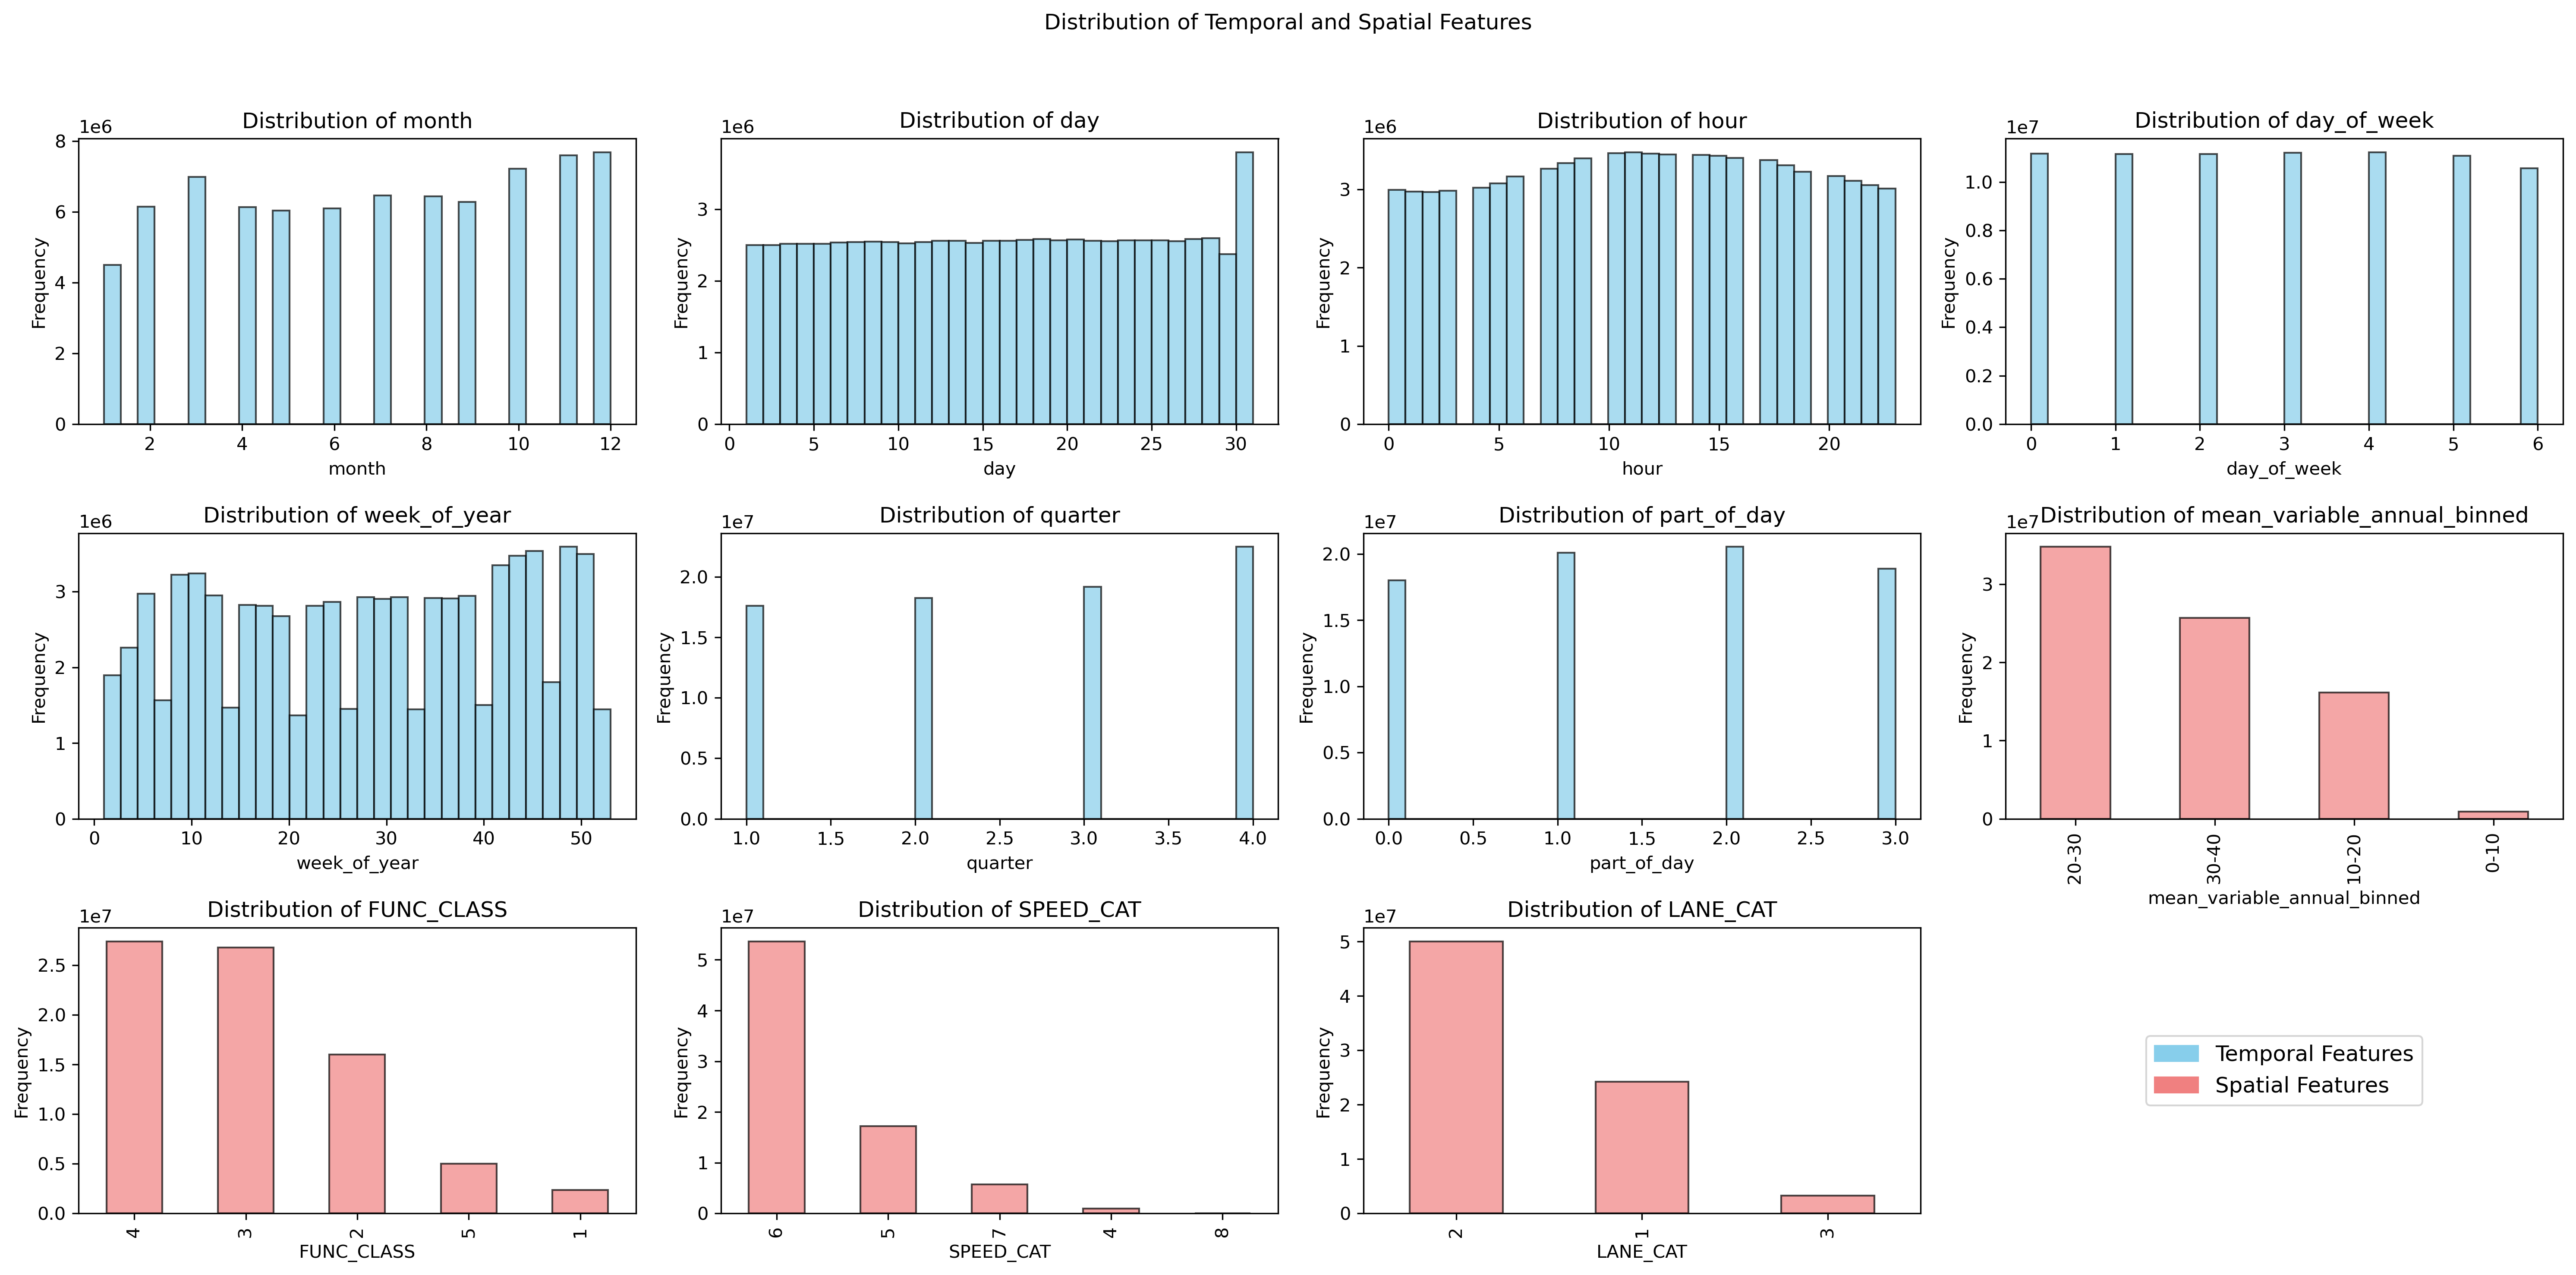 Distribution of Temporal and Spatial Features
Distribution of month
1e6
8
6
4
2
0
Frequency
2 4 6 8 10 12
month
Distribution of day
1e6
3
2
1
0
Frequency
0 5 10 15 20 25 30
day
Distribution of hour
1e6
3
2
1
0
Frequency
0 5 10 15 20
hour
Distribution of day_of_week
1e7
1.0
0.8
0.6
0.4
0.2
0.0
Frequency
0 1 2 3 4 5 6
day_of_week
Distribution of week_of_year
1e6
3
2
1
0
Frequency
0 10 20 30 40 50
week_of_year
Distribution of quarter
1e7
2.0
1.5
1.0
0.5
0.0
Frequency
1.0 1.5 2.0 2.5 3.0 3.5 4.0
quarter
Distribution of part_of_day
1e7
2.0
1.5
1.0
0.5
0.0
Frequency
0.0 0.5 1.0 1.5 2.0 2.5 3.0
part_of_day
Distribution of mean_variable_annual_binned
1e7
3
2
1
0
Frequency
20-30 30-40 10-20 0-10
mean_variable_annual_binned
Distribution of FUNC_CLASS
1e7
2.5
2.0
1.5
1.0
0.5
0.0
Frequency
4 3 2 5 1
FUNC_CLASS
Distribution of SPEED_CAT
1e7
5
4
3
2
1
0
Frequency
6 5 7 4 8
SPEED_CAT
Distribution of LANE_CAT
1e7
5
4
3
2
1
0
Frequency
2 1 3
LANE_CAT
Temporal Features
Spatial Features